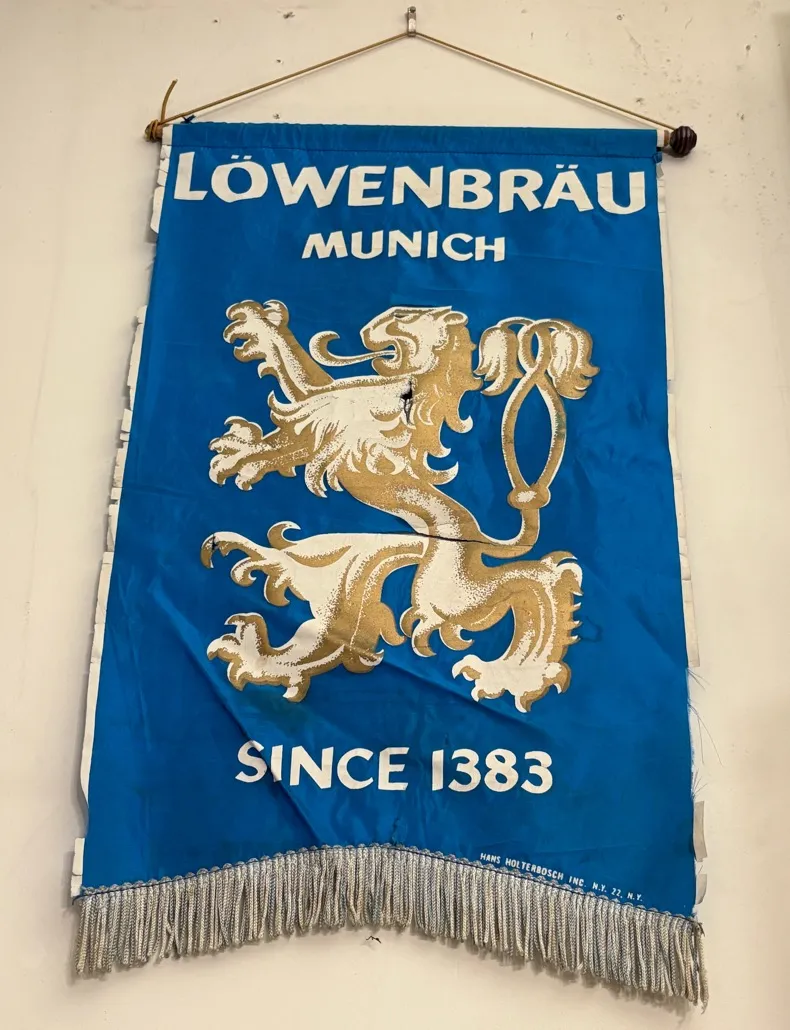 LÖWENBRÄU
MUNICH
SINCE 1383
HANS HOLTERBOSCH INC. N.Y. 22, N.Y.